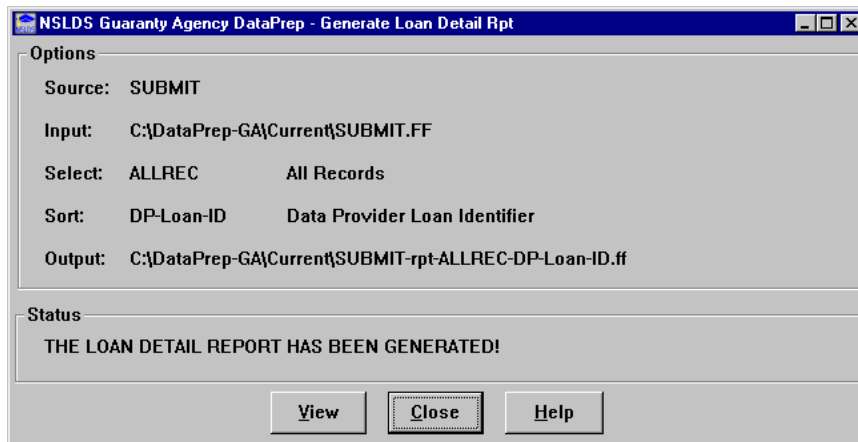 NSLDS Guaranty Agency DataPrep - Generate Loan Detail Rpt
Options
Source: SUBMIT
Input: C:\DataPrep-GA\Current\SUBMIT.FF
Select: ALLREC All Records
Sort: DP-Loan-ID Data Provider Loan Identifier
Output: C:\DataPrep-GA\Current\SUBMIT-rpt-ALLREC-DP-Loan-ID.ff
Status
THE LOAN DETAIL REPORT HAS BEEN GENERATED!
View Close Help